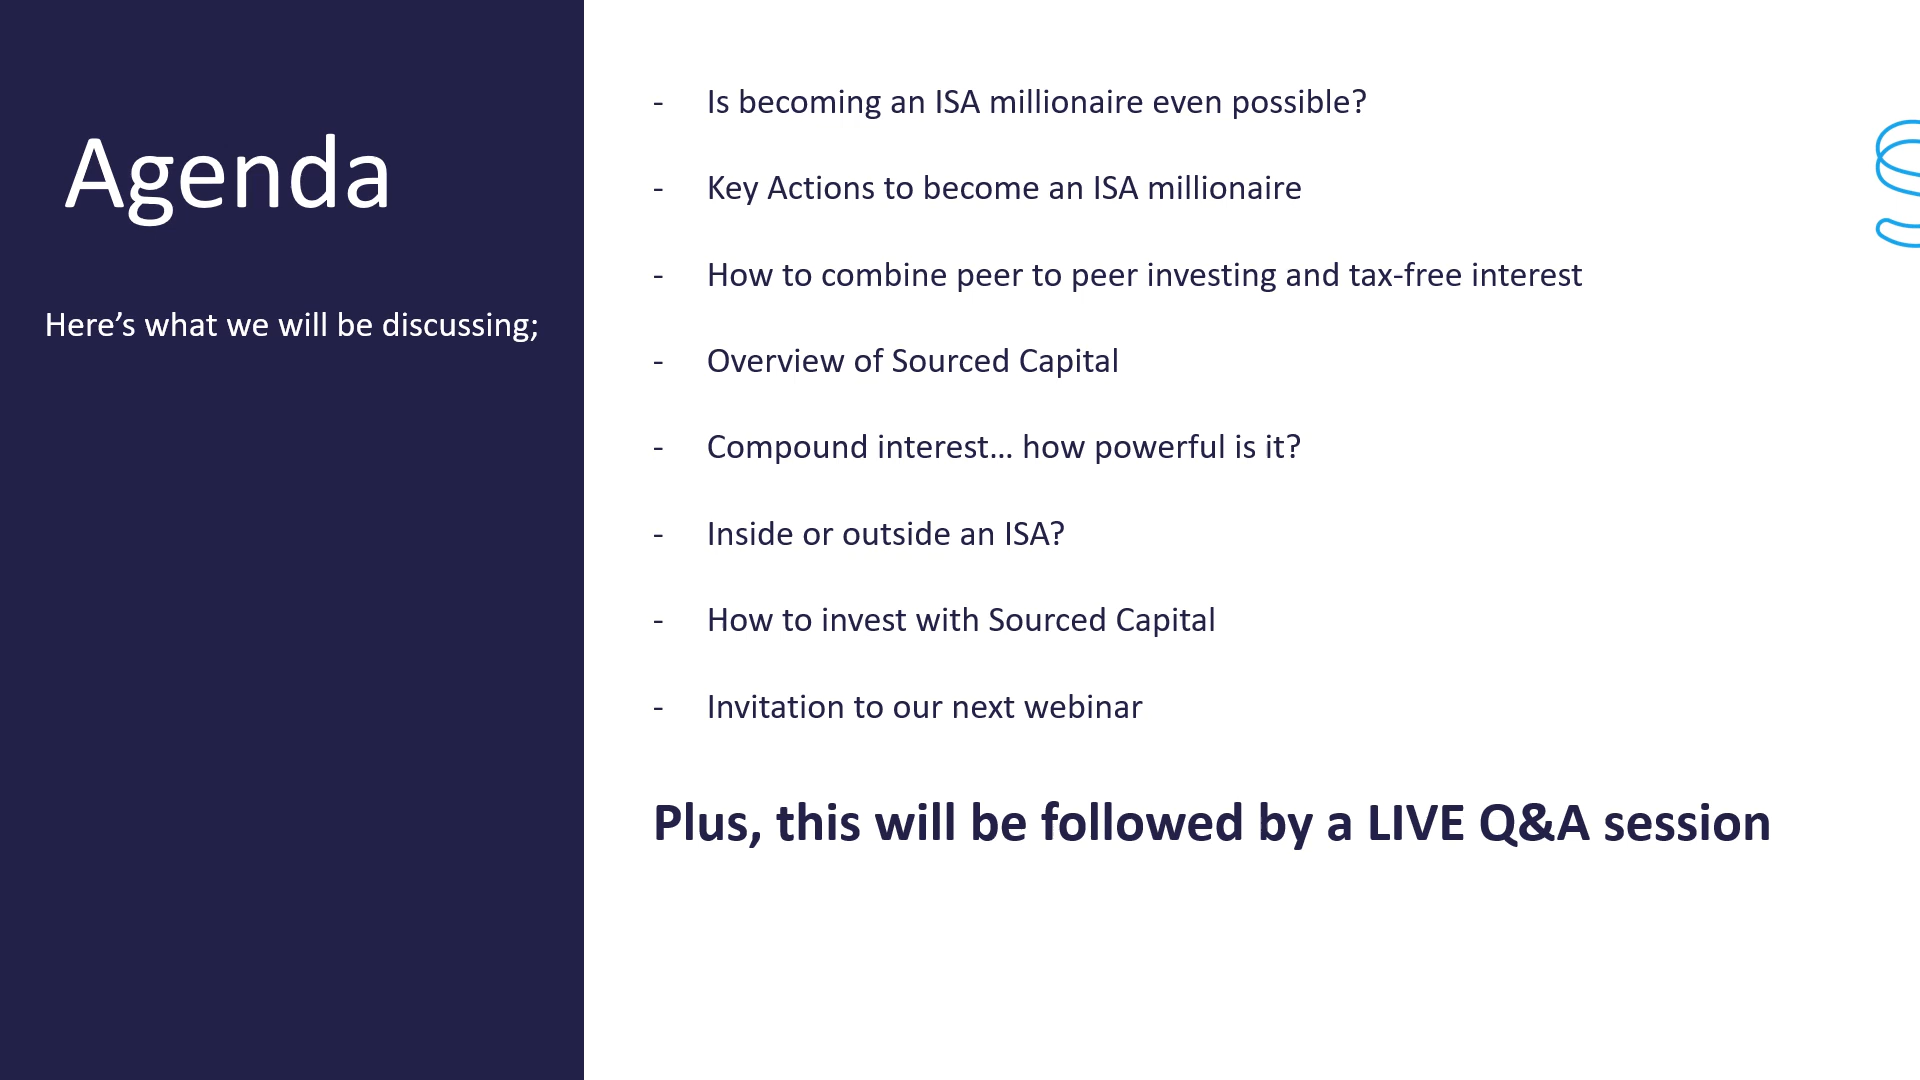 Agenda
Here’s what we will be discussing;
- Is becoming an ISA millionaire even possible?
- Key Actions to become an ISA millionaire
- How to combine peer to peer investing and tax-free interest
- Overview of Sourced Capital
- Compound interest... how powerful is it?
- Inside or outside an ISA?
- How to invest with Sourced Capital
- Invitation to our next webinar
Plus, this will be followed by a LIVE Q&A session